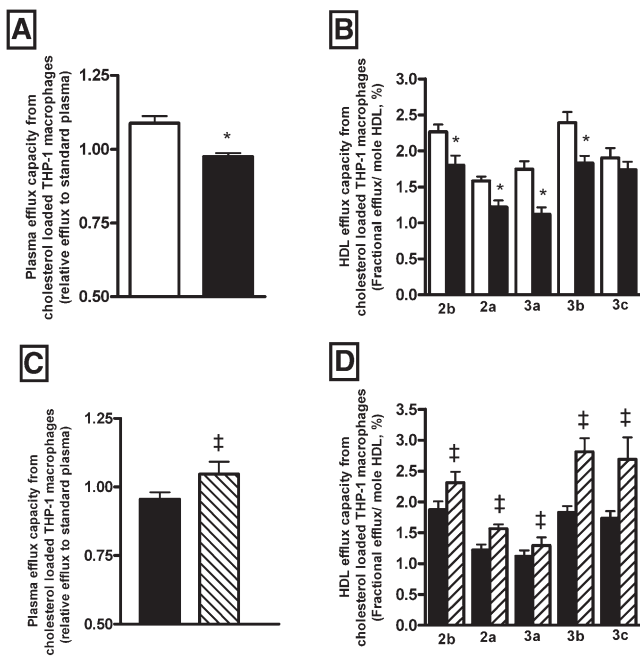 A
Plasma efflux capacity from
cholesterol loaded THP-1 macrophages
(relative efflux to standard plasma)
1.25
1.00
0.75
0.50
*
B
HDL efflux capacity from
cholesterol loaded THP-1 macrophages
(Fractional efflux/ mole HDL, %)
3.0
2.5
2.0
1.5
1.0
0.5
0.0
*
*
*
*
2b 2a 3a 3b 3c
C
Plasma efflux capacity from
cholesterol loaded THP-1 macrophages
(relative efflux to standard plasma)
1.25
1.00
0.75
0.50
‡
D
HDL efflux capacity from
cholesterol loaded THP-1 macrophages
(Fractional efflux/ mole HDL, %)
3.5
3.0
2.5
2.0
1.5
1.0
0.5
0.0
‡
‡
‡
‡
‡
2b 2a 3a 3b 3c